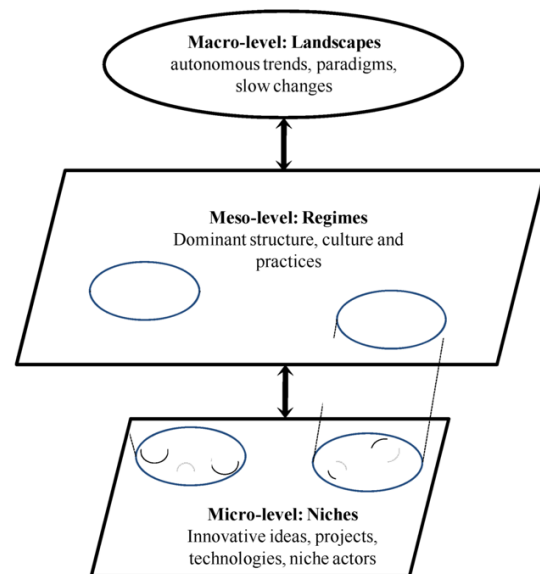 Macro-level: Landscapes
autonomous trends, paradigms,
slow changes
Meso-level: Regimes
Dominant structure, culture and
practices
Micro-level: Niches
Innovative ideas, projects,
technologies, niche actors